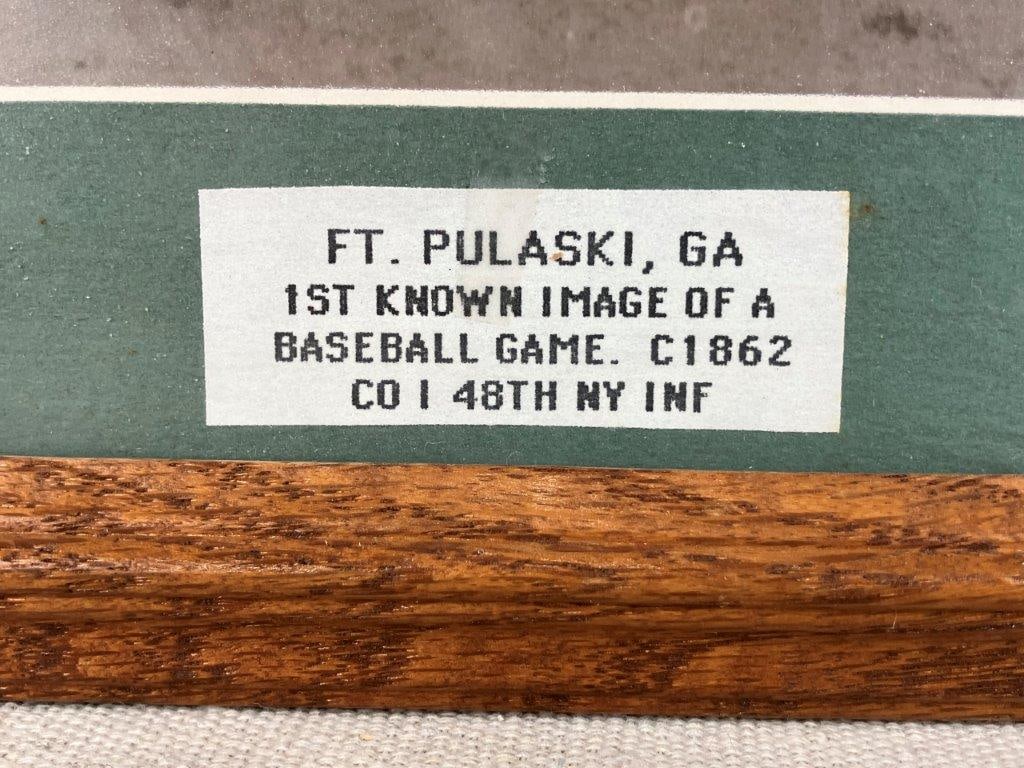 FT. PULASKI, GA
1ST KNOWN IMAGE OF A
BASEBALL GAME. C1862
CO I 48TH NY INF